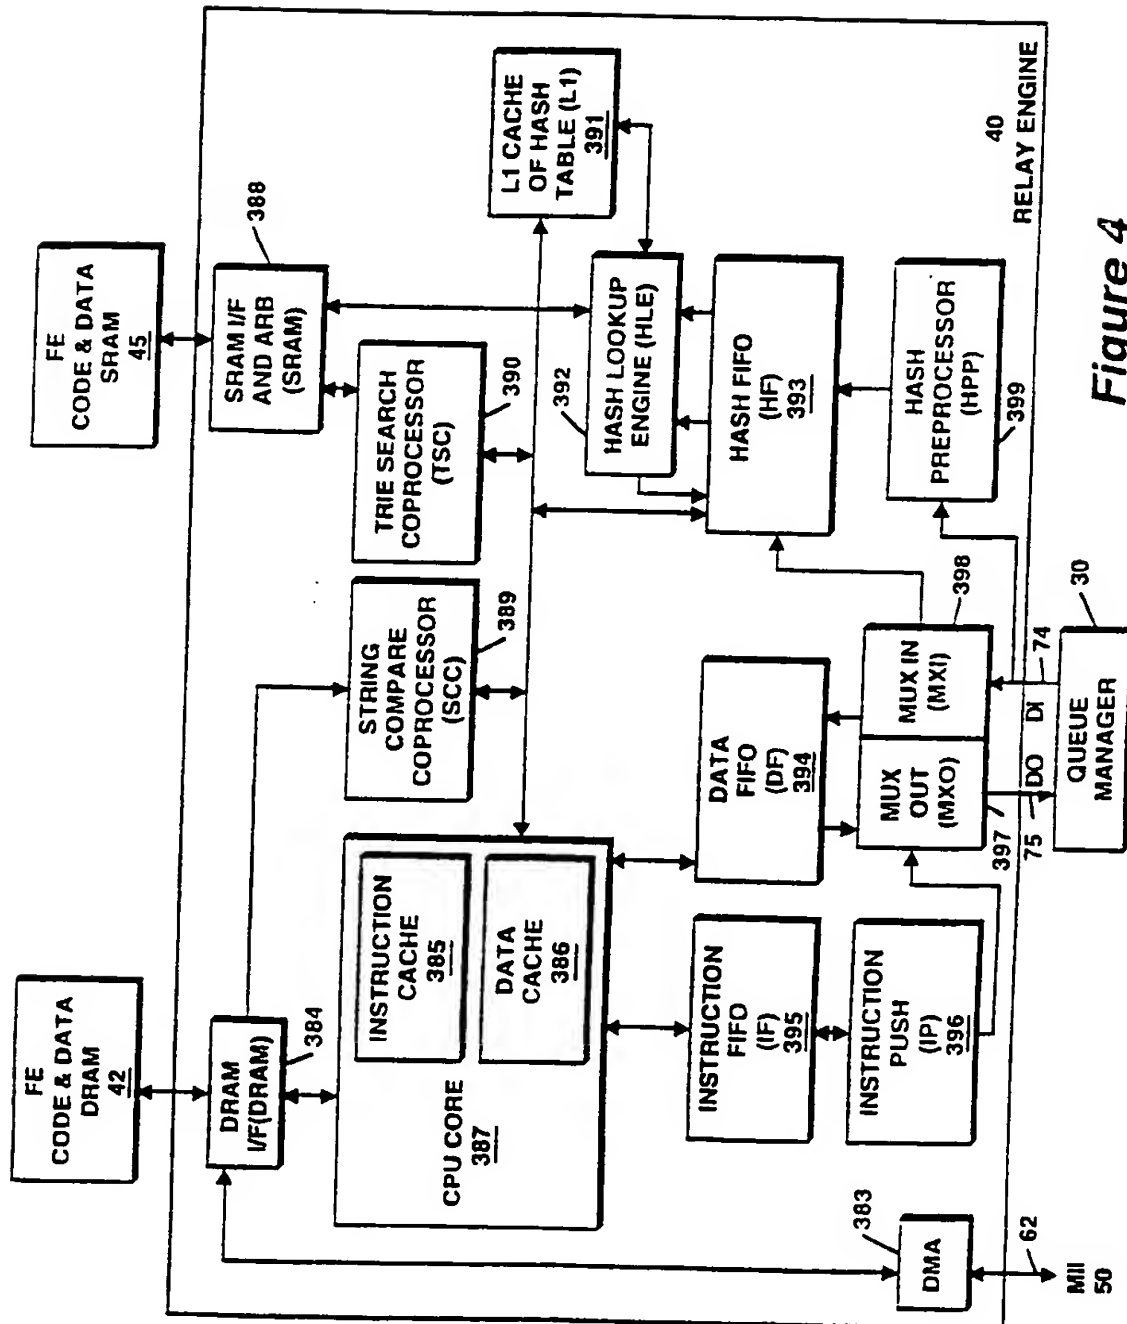 FE
CODE & DATA
DRAM
42
FE
CODE & DATA
SRAM
45
DRAM
I/F(DRAM)
384
SRAM I/F
AND ARB
(SRAM)
388
INSTRUCTION
CACHE
385
DATA
CACHE
386
CPU CORE
387
STRING
COMPARE
COPROCESSOR
(SCC)
389
TRIE SEARCH
COPROCESSOR
(TSC)
390
L1 CACHE
OF HASH
TABLE (L1)
391
392
HASH LOOKUP
ENGINE (HLE)
INSTRUCTION
FIFO
(IF)
395
DATA
FIFO
(DF)
394
HASH FIFO
(HF)
393
INSTRUCTION
PUSH
(IP)
396
MUX
OUT
(MXO)
397
MUX IN
(MXI)
398
HASH
PREPROCESSOR
(HPP)
399
383
DMA
62
MII
50
75
DO
DI
74
QUEUE
MANAGER
30
40
RELAY ENGINE
Figure 4